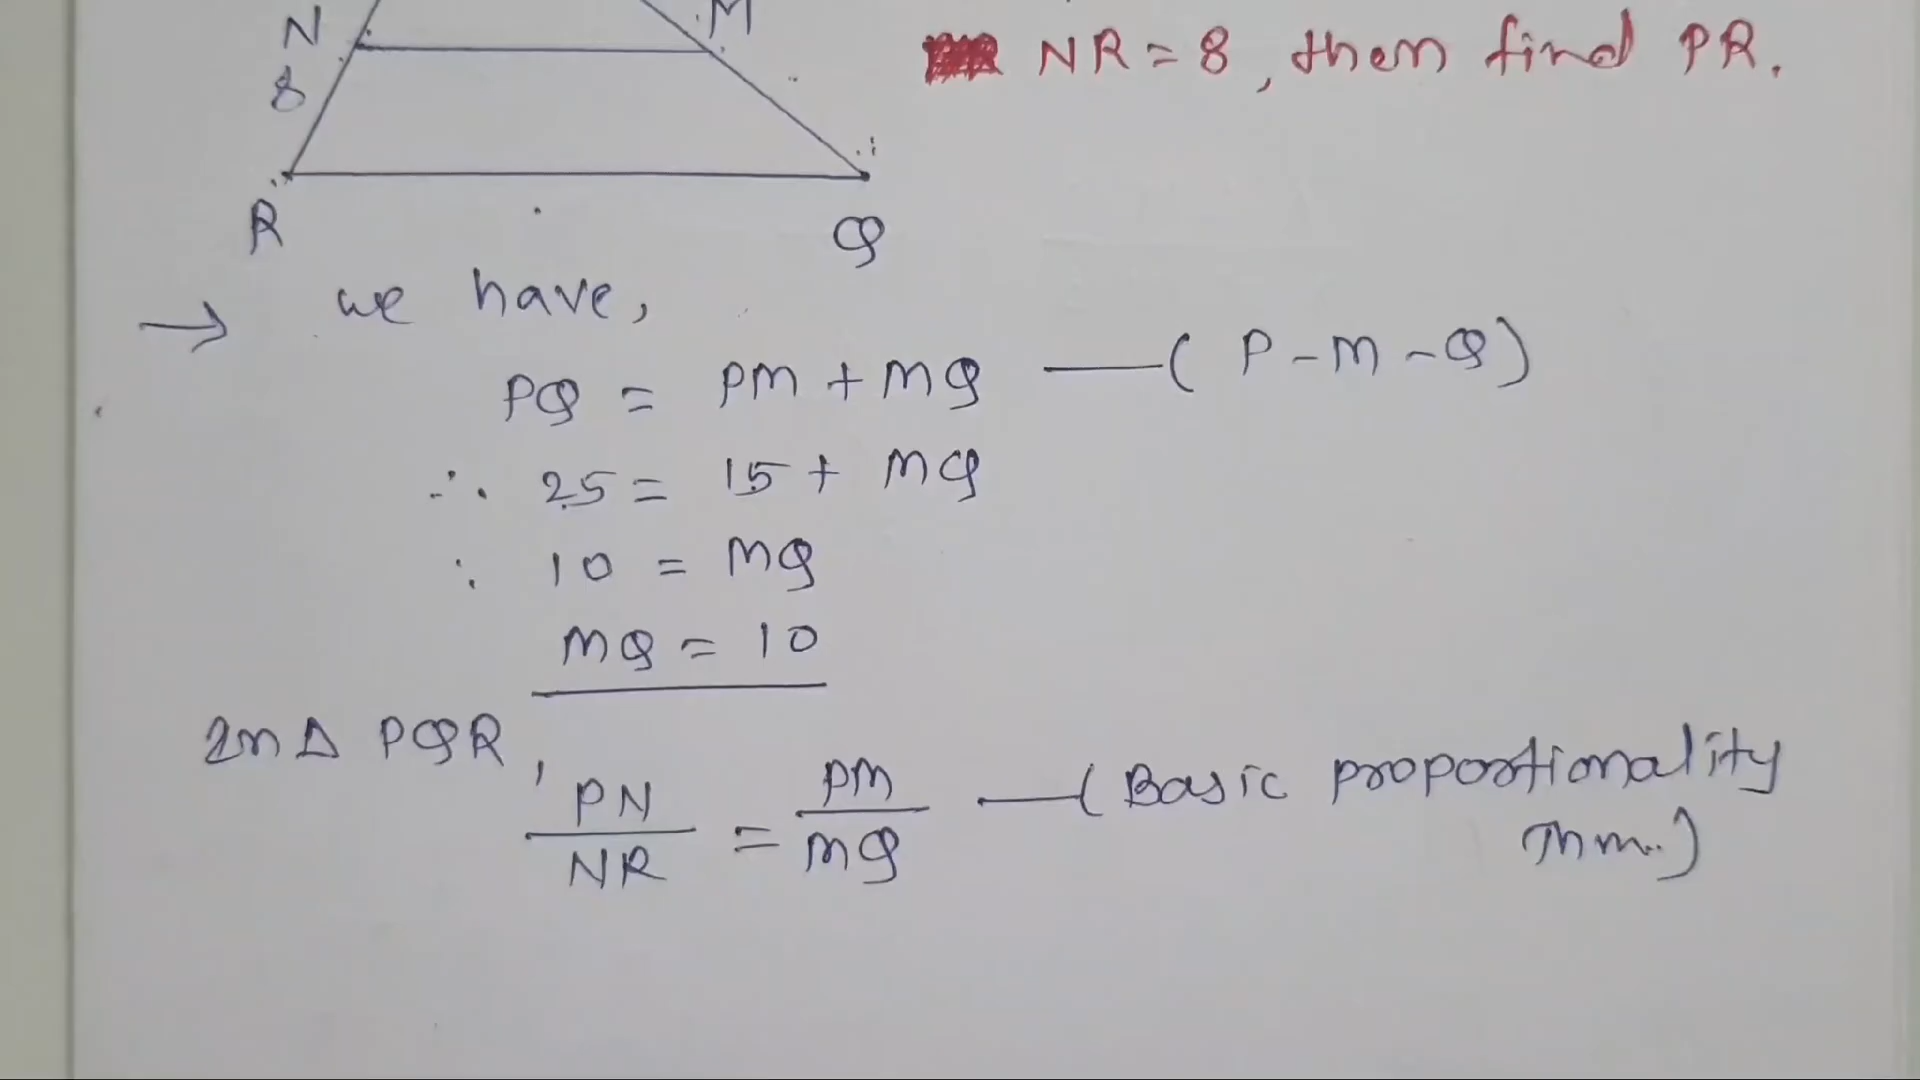 N
M
NR = 8, then find PR.
8
R
Q
→ we have,
PQ = PM + MQ —( P - M - Q)
∴ 25 = 15 + MQ
∴ 10 = MQ
MQ = 10
In Δ PQR,
PN/NR = PM/MQ —( Basic proportionality
Thm.)